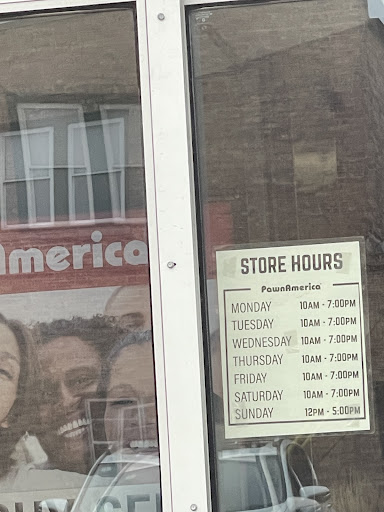 America
STORE HOURS
PawnAmerica
MONDAY 10AM - 7:00PM
TUESDAY 10AM - 7:00PM
WEDNESDAY 10AM - 7:00PM
THURSDAY 10AM - 7:00PM
FRIDAY 10AM - 7:00PM
SATURDAY 10AM - 7:00PM
SUNDAY 12PM - 5:00PM